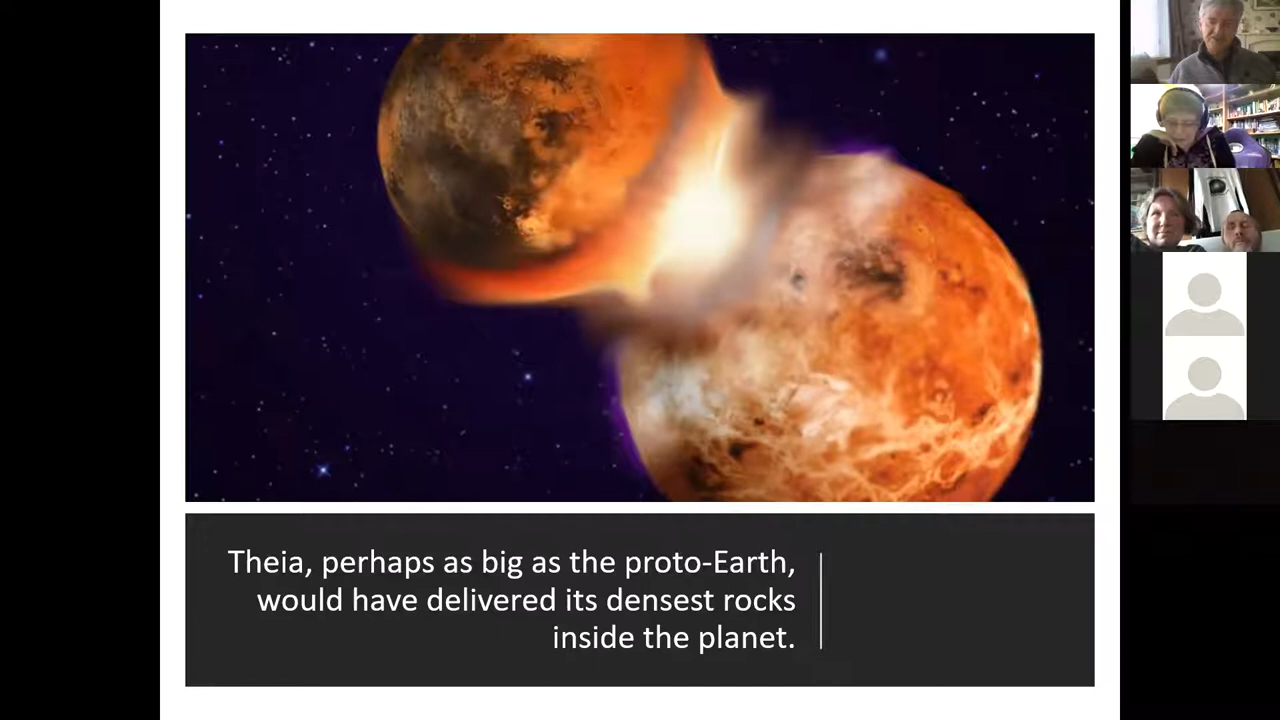 Theia, perhaps as big as the proto-Earth,
would have delivered its densest rocks
inside the planet.